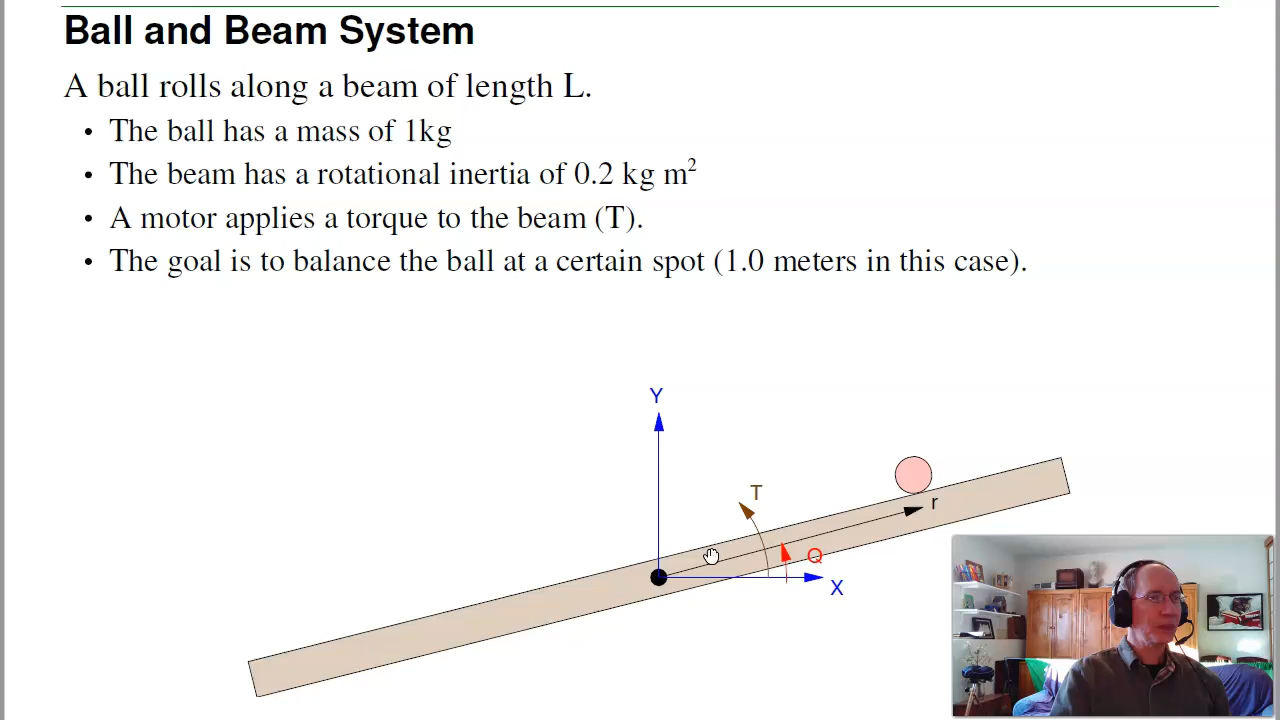 Ball and Beam System
A ball rolls along a beam of length L.
• The ball has a mass of 1kg
• The beam has a rotational inertia of 0.2 kg m²
• A motor applies a torque to the beam (T).
• The goal is to balance the ball at a certain spot (1.0 meters in this case).
Y
T
r
Q
X